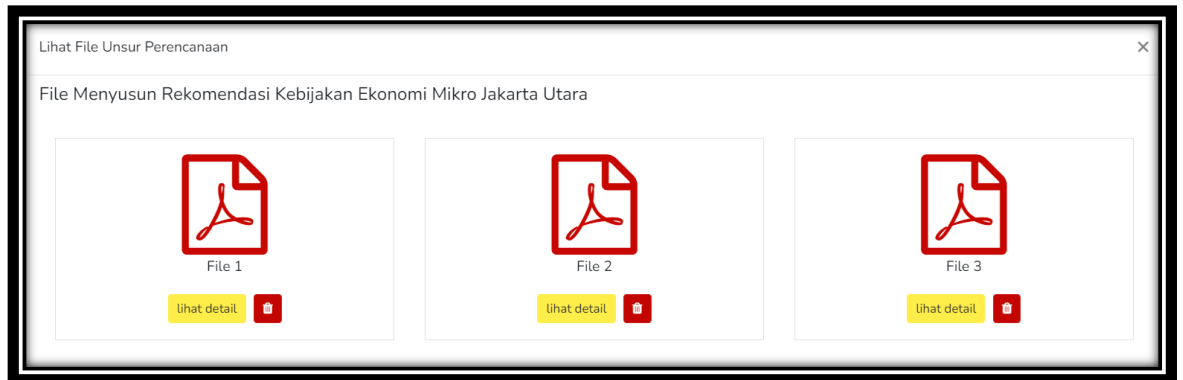 Lihat File Unsur Perencanaan ×
File Menyusun Rekomendasi Kebijakan Ekonomi Mikro Jakarta Utara
File 1
lihat detail
File 2
lihat detail
File 3
lihat detail